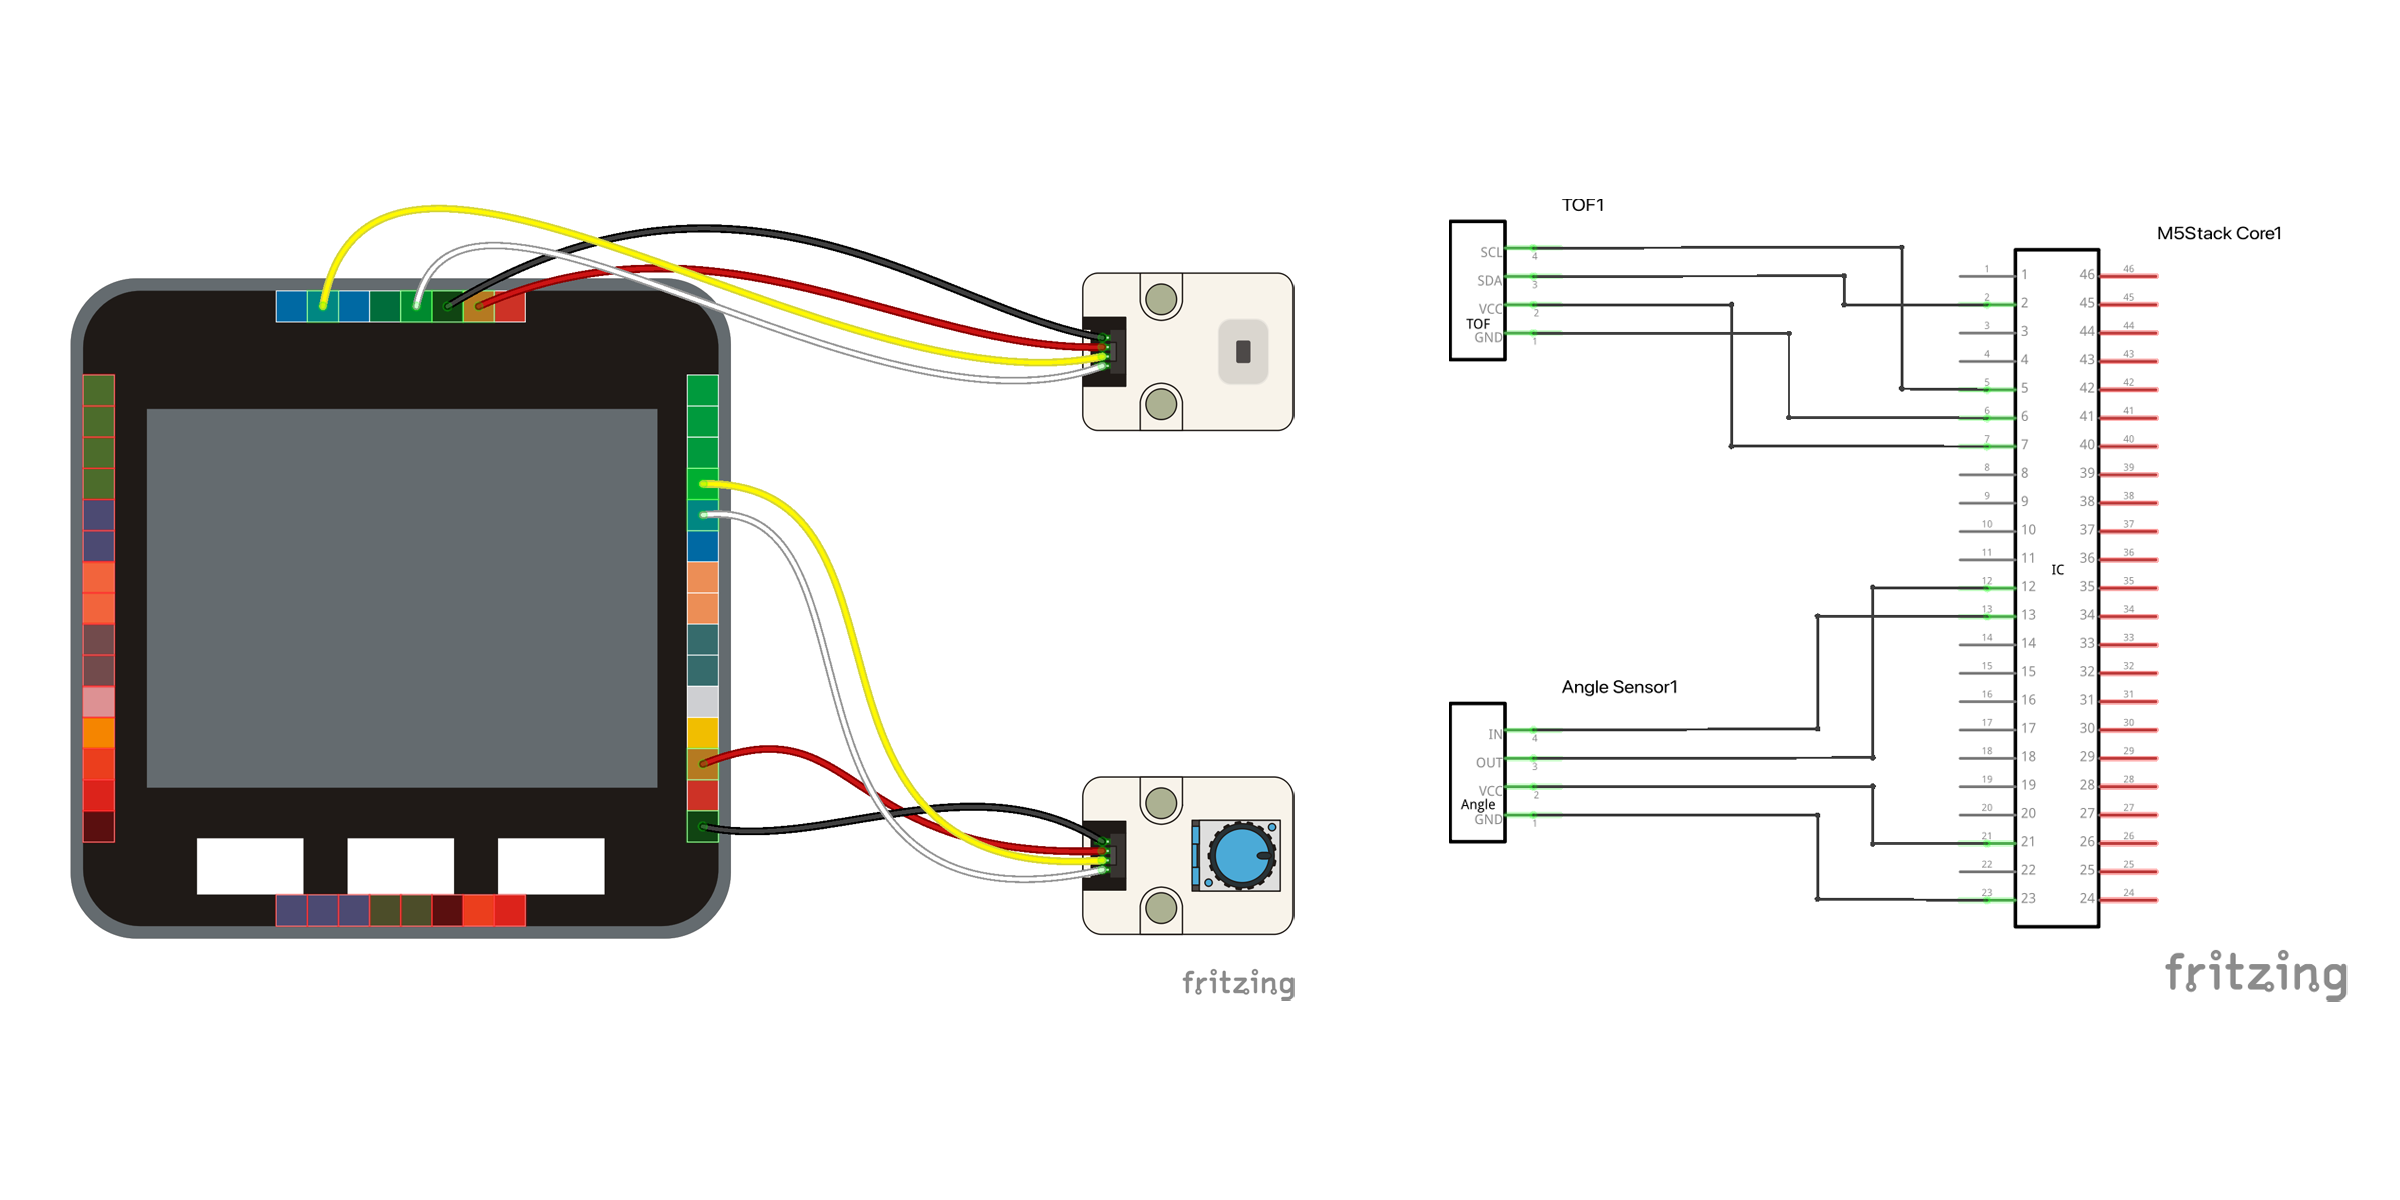 fritzing
TOF1
SCL
4
SDA
3
VCC
2
TOF
GND
1
Angle Sensor1
IN
4
OUT
3
VCC
2
Angle
GND
1
M5Stack Core1
IC
1 1 46 46
2 2 45 45
3 3 44 44
4 4 43 43
5 5 42 42
6 6 41 41
7 7 40 40
8 8 39 39
9 9 38 38
10 10 37 37
11 11 36 36
12 12 35 35
13 13 34 34
14 14 33 33
15 15 32 32
16 16 31 31
17 17 30 30
18 18 29 29
19 19 28 28
20 20 27 27
21 21 26 26
22 22 25 25
23 23 24 24
fritzing